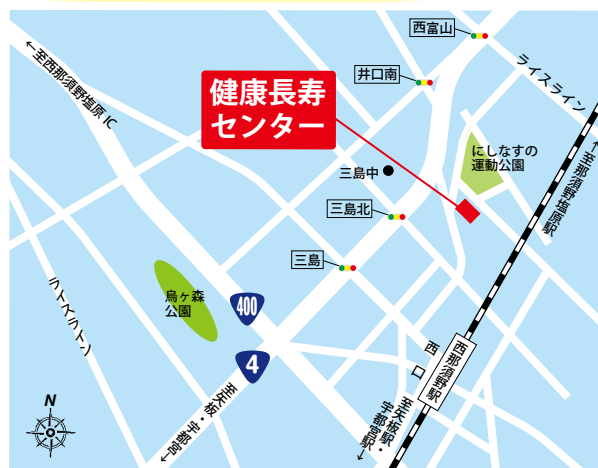 西富山
ライスライン
←至西那須野塩原 IC
井口南
健康長寿
センター
にしなすの
運動公園
三島中
←至那須野塩原駅
三島北
三島
烏ヶ森
公園
400
ライスライン
4
西口
西那須野駅
至矢板・宇都宮→
至矢板駅・
宇都宮駅→
N